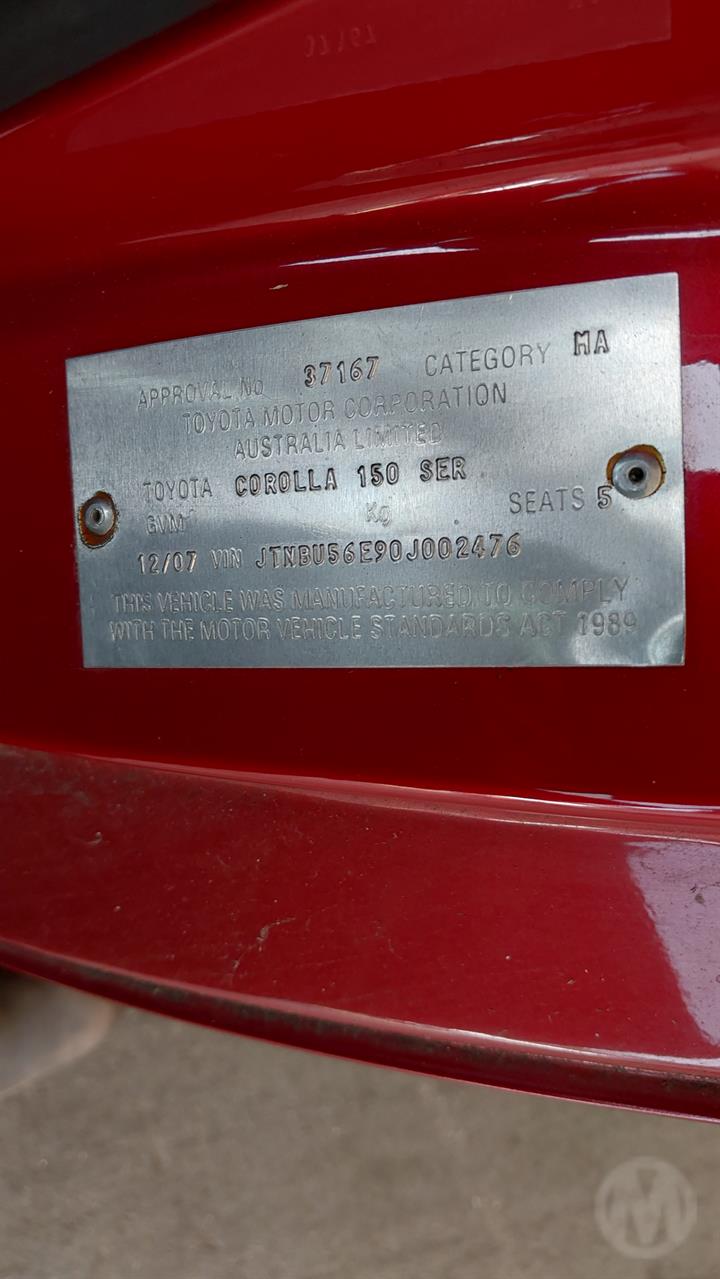 APPROVAL No 37167 CATEGORY MA
TOYOTA MOTOR CORPORATION
AUSTRALIA LIMITED
TOYOTA COROLLA 150 SER
GVM Kg SEATS 5
12/07 VIN JTNBU56E90J002476
THIS VEHICLE WAS MANUFACTURED TO COMPLY
WITH THE MOTOR VEHICLE STANDARDS ACT 1989
M